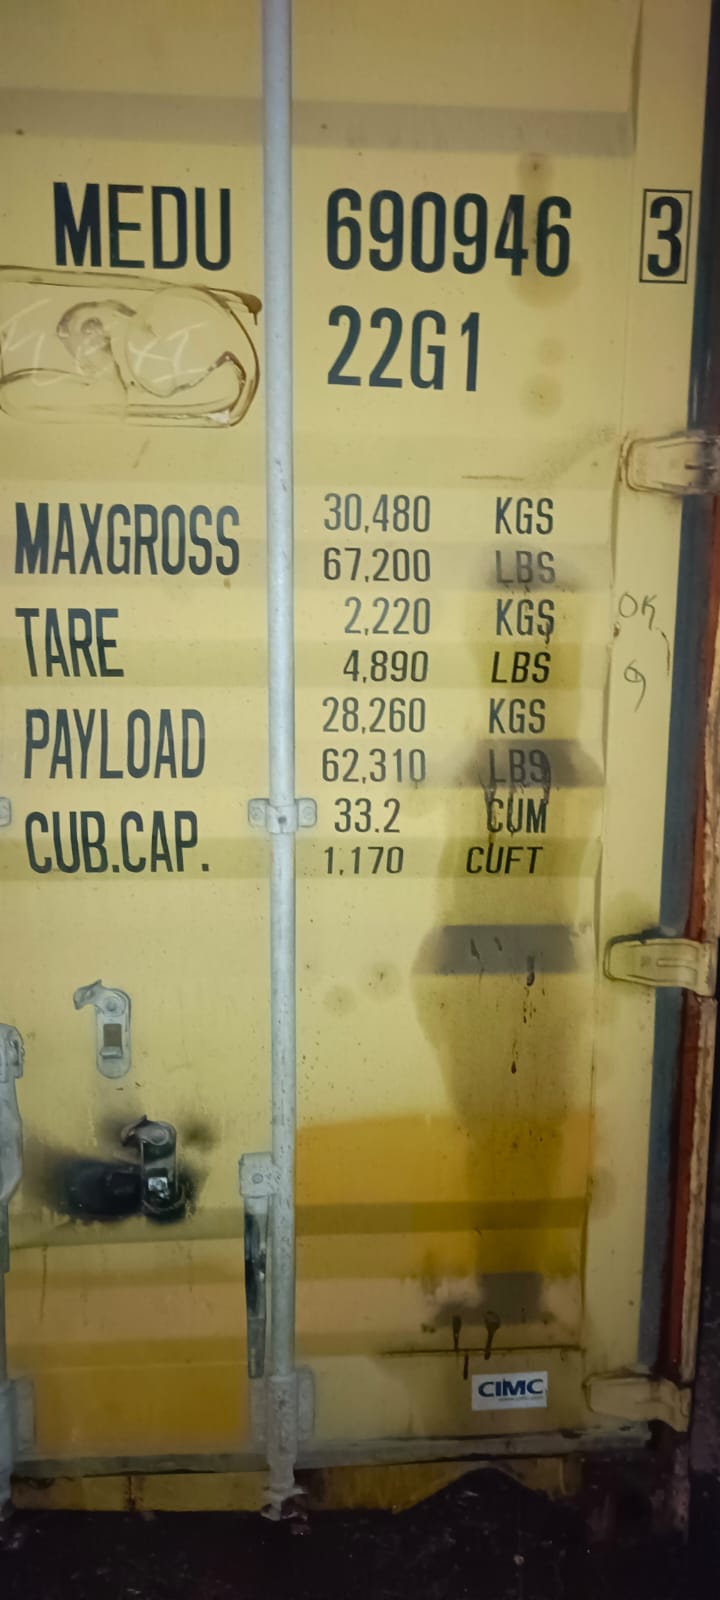 MEDU 690946 3
22G1
MAXGROSS 30,480 KGS
67,200 LBS
TARE 2,220 KGS
4,890 LBS
PAYLOAD 28,260 KGS
62,310 LBS
CUB.CAP. 33.2 CUM
1,170 CUFT
OK
CIMC